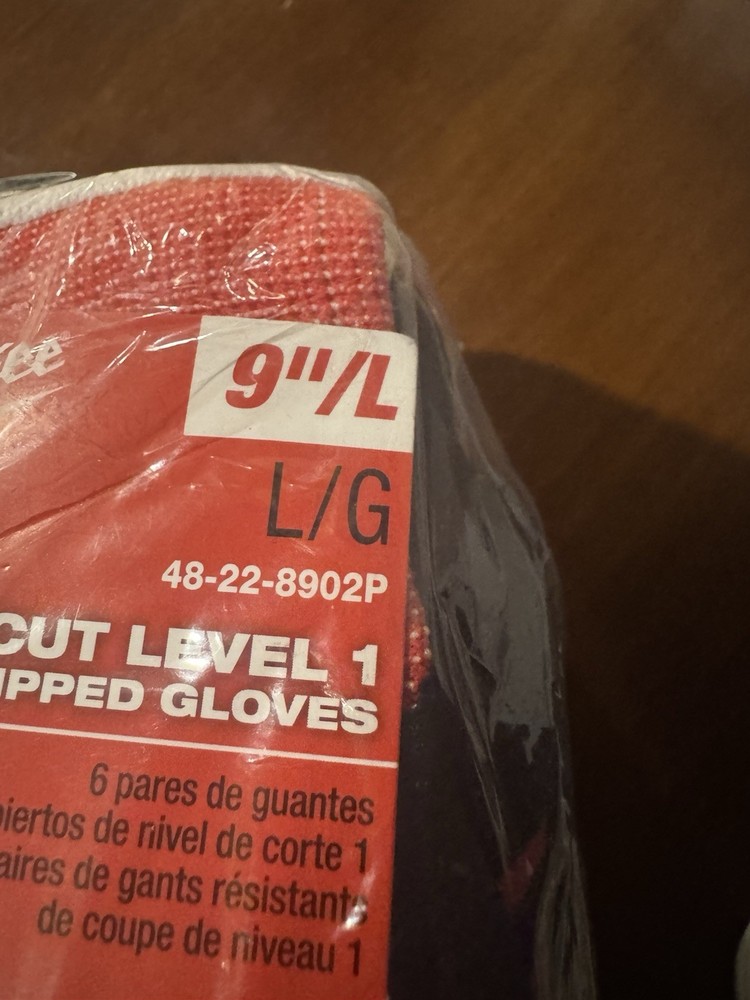 9"/L
L/G
48-22-8902P
CUT LEVEL 1
GLOVES
6 pares de guantes
de nivel de corte 1
de gants résistants
de coupe de niveau 1